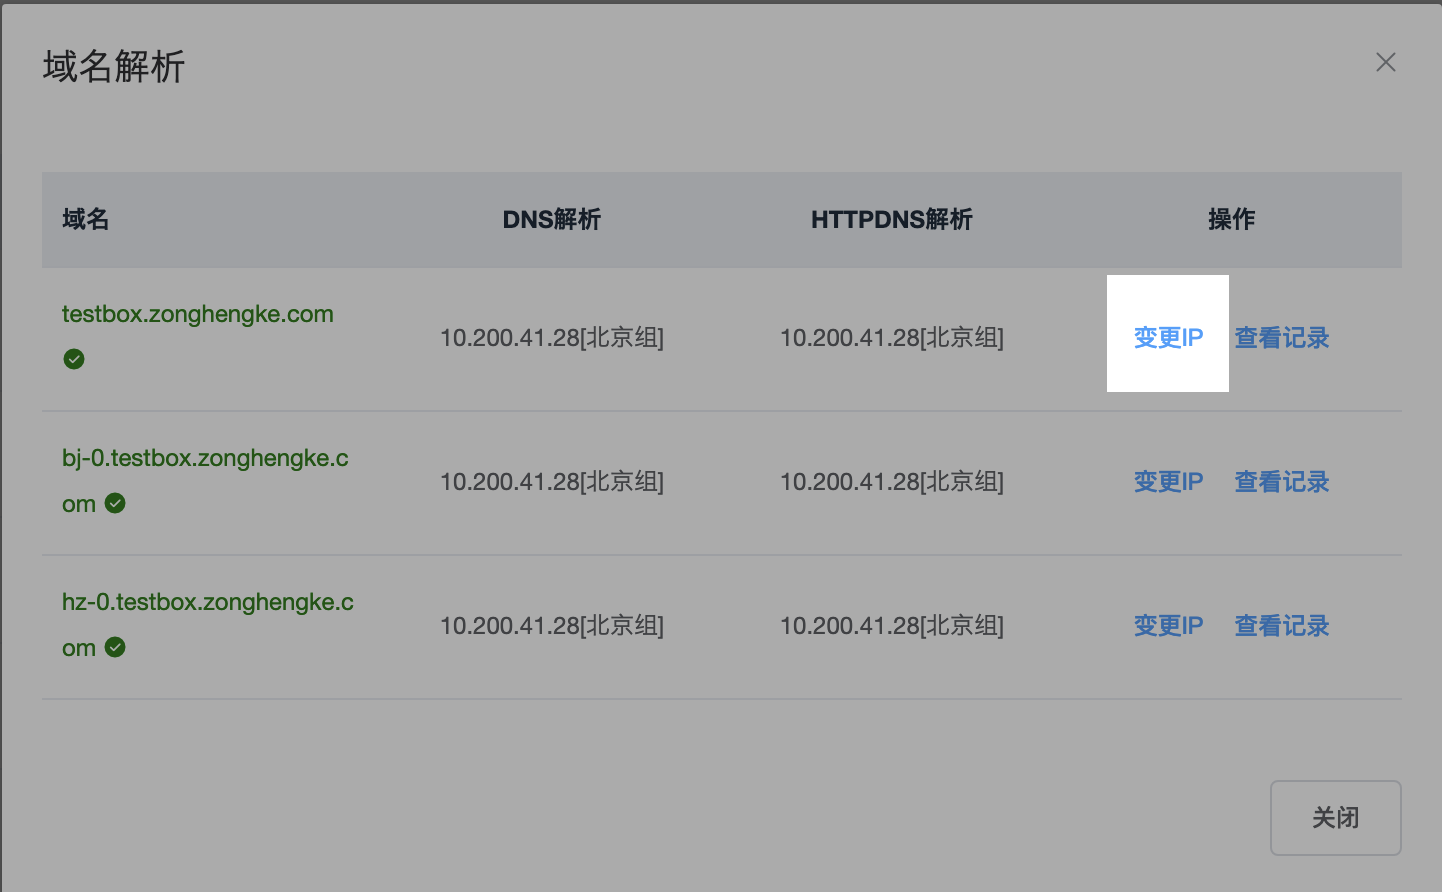 域名解析
域名 DNS解析 HTTPDNS解析 操作
testbox.zonghengke.com
10.200.41.28[北京组] 10.200.41.28[北京组] 变更IP 查看记录
bj-0.testbox.zonghengke.c
om
10.200.41.28[北京组] 10.200.41.28[北京组] 变更IP 查看记录
hz-0.testbox.zonghengke.c
om
10.200.41.28[北京组] 10.200.41.28[北京组] 变更IP 查看记录
关闭